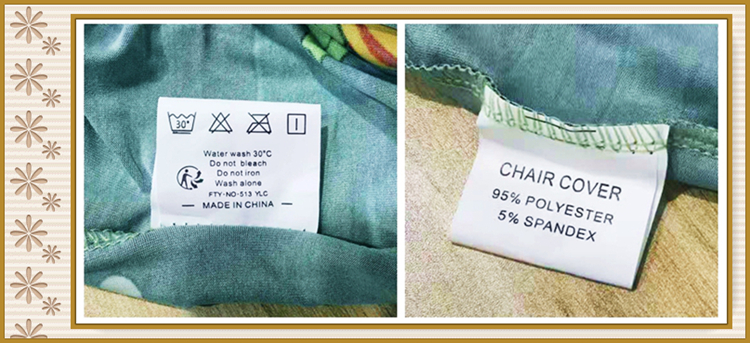 30°
Water wash 30°C
Do not bleach
Do not iron
Wash alone
FTY-NO-513 YLC
— MADE IN CHINA —
CHAIR COVER
95% POLYESTER
5% SPANDEX